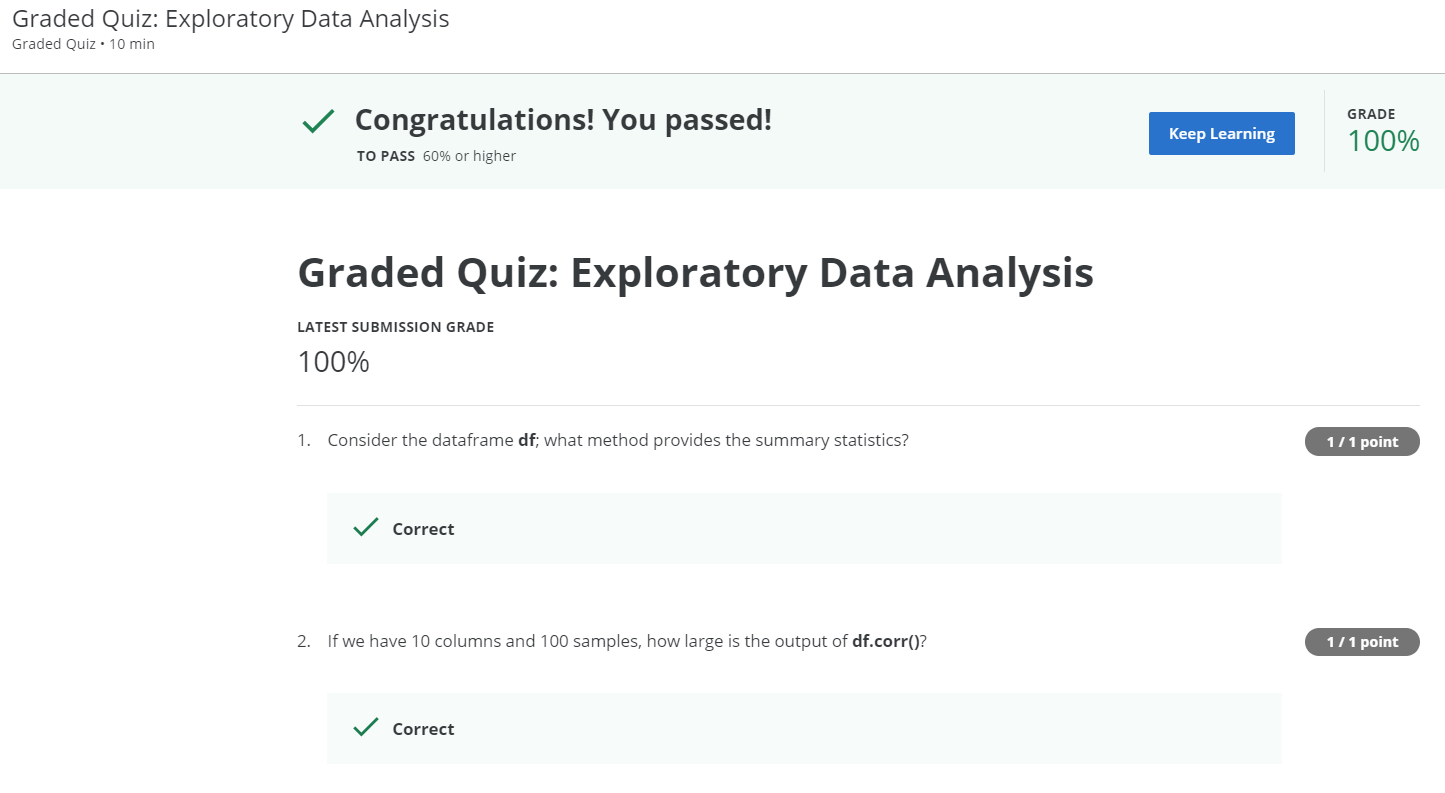 Graded Quiz: Exploratory Data Analysis
Graded Quiz • 10 min
Congratulations! You passed!
TO PASS 60% or higher
Keep Learning
GRADE
100%
Graded Quiz: Exploratory Data Analysis
LATEST SUBMISSION GRADE
100%
1. Consider the dataframe df; what method provides the summary statistics?
1 / 1 point
Correct
2. If we have 10 columns and 100 samples, how large is the output of df.corr()?
1 / 1 point
Correct